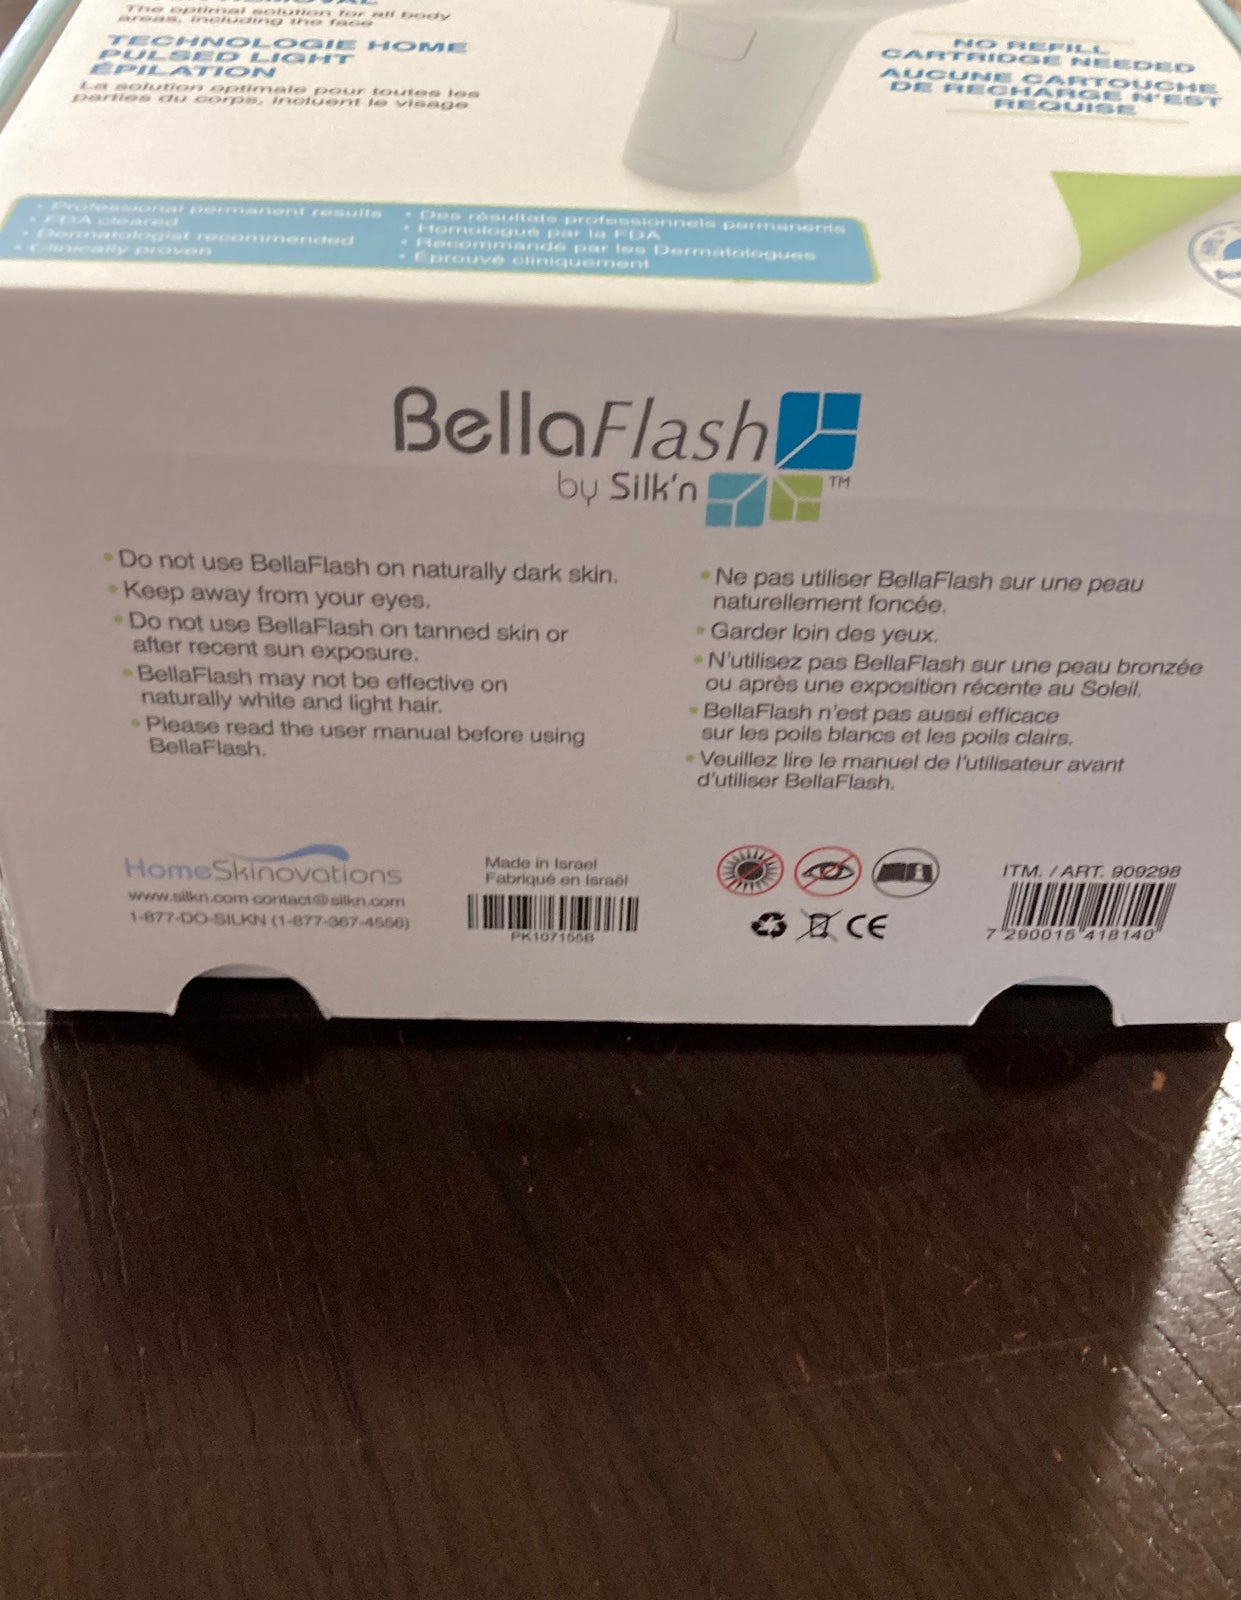 The optimal solution for all body
areas, including the face
TECHNOLOGIE HOME
PULSED LIGHT
ÉPILATION
La solution optimale pour toutes les
parties du corps, incluent le visage
NO REFILL
CARTRIDGE NEEDED
AUCUNE CARTOUCHE
DE RECHARGE N'EST
REQUISE
• Professional permanent results
• FDA cleared
• Dermatologist recommended
• Clinically proven
• Des résultats professionnels permanents
• Homologué par la FDA
• Recommandé par les Dermatologues
• Éprouvé cliniquement
BellaFlash
by Silk'n TM
• Do not use BellaFlash on naturally dark skin.
• Keep away from your eyes.
• Do not use BellaFlash on tanned skin or
after recent sun exposure.
• BellaFlash may not be effective on
naturally white and light hair.
• Please read the user manual before using
BellaFlash.
• Ne pas utiliser BellaFlash sur une peau
naturellement foncée.
• Garder loin des yeux.
• N'utilisez pas BellaFlash sur une peau bronzée
ou après une exposition récente au Soleil.
• BellaFlash n'est pas aussi efficace
sur les poils blancs et les poils clairs.
• Veuillez lire le manuel de l'utilisateur avant
d'utiliser BellaFlash.
HomeSkinovations
www.silkn.com contact@silkn.com
1-877-DO-SILKN (1-877-367-4556)
Made in Israel
Fabriqué en Israël
PK107155B
CE
ITM. / ART. 909298
7 290015 418140